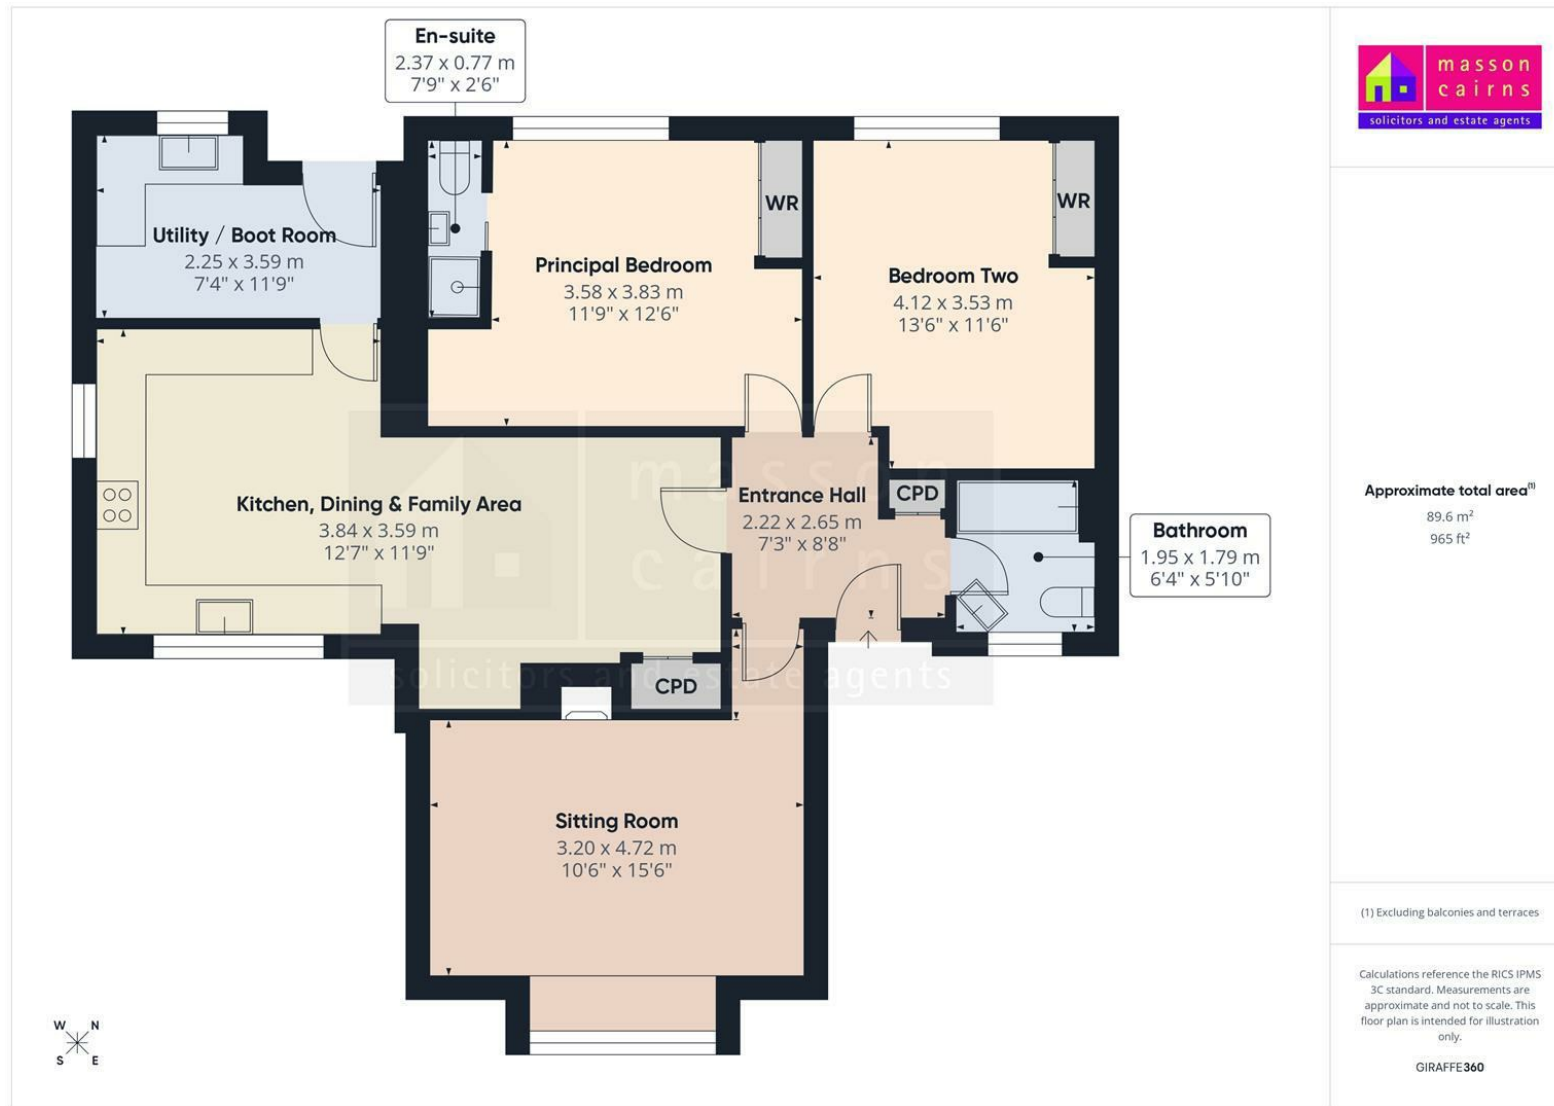 En-suite
2.37 x 0.77 m
7'9" x 2'6"
WR
WR
Utility / Boot Room
2.25 x 3.59 m
7'4" x 11'9"
Principal Bedroom
3.58 x 3.83 m
11'9" x 12'6"
Bedroom Two
4.12 x 3.53 m
13'6" x 11'6"
Kitchen, Dining & Family Area
3.84 x 3.59 m
12'7" x 11'9"
Entrance Hall
2.22 x 2.65 m
7'3" x 8'8"
CPD
Bathroom
1.95 x 1.79 m
6'4" x 5'10"
CPD
masson
cairns
solicitors and estate agents
Sitting Room
3.20 x 4.72 m
10'6" x 15'6"
W N
S E
masson
cairns
solicitors and estate agents
Approximate total area(1)
89.6 m²
965 ft²
(1) Excluding balconies and terraces
Calculations reference the RICS IPMS
3C standard. Measurements are
approximate and not to scale. This
floor plan is intended for illustration
only.
GIRAFFE360